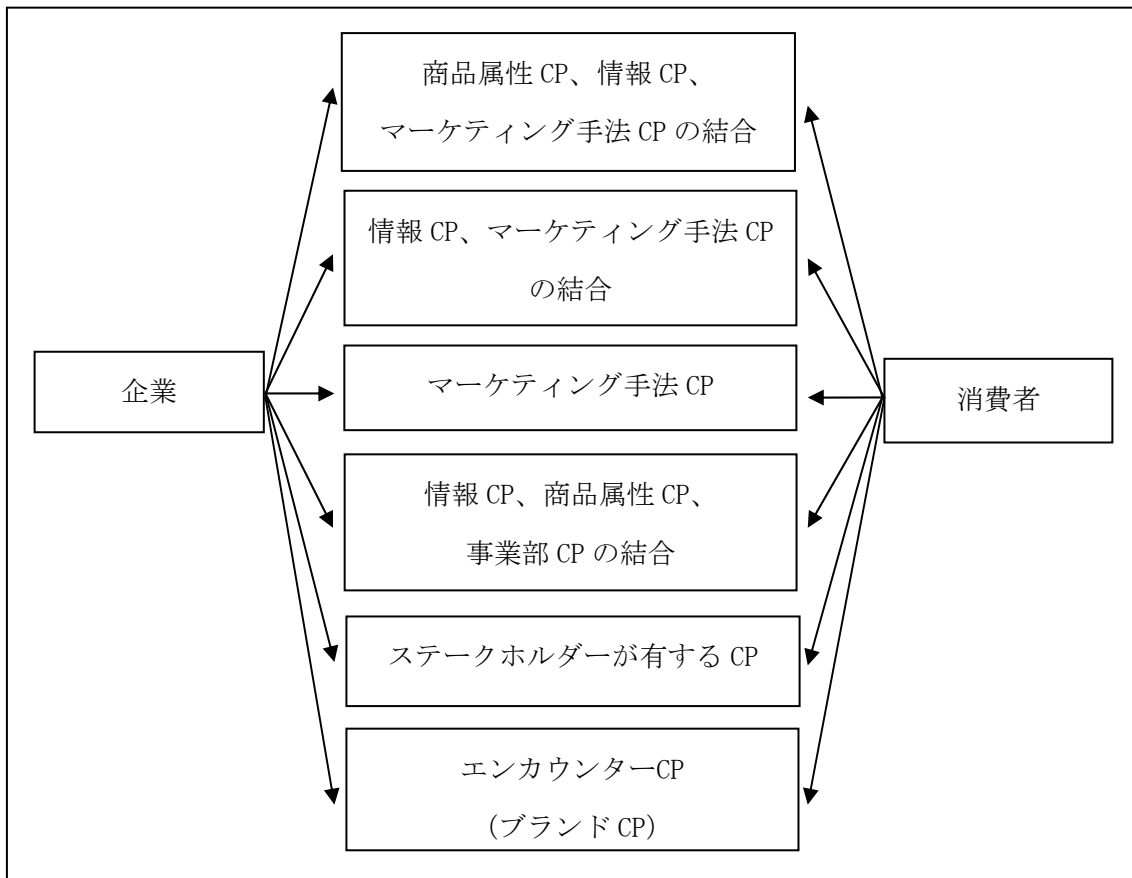 商品属性 CP、情報 CP、
マーケティング手法 CP の結合
情報 CP、マーケティング手法 CP
の結合
企業
マーケティング手法 CP
消費者
情報 CP、商品属性 CP、
事業部 CP の結合
ステークホルダーが有する CP
エンカウンターCP
(ブランド CP)